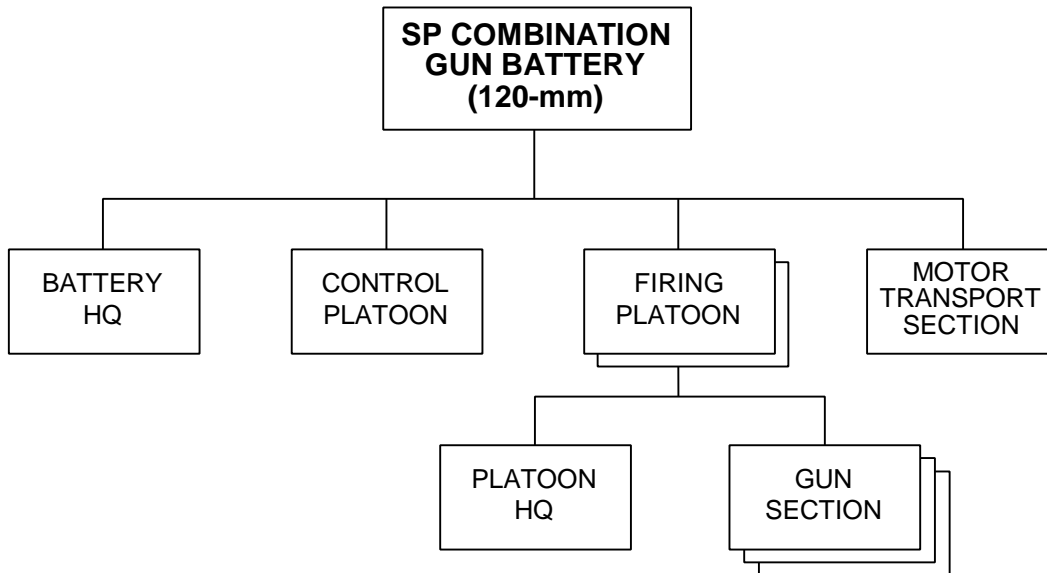 SP COMBINATION
GUN BATTERY
(120-mm)
BATTERY
HQ
CONTROL
PLATOON
FIRING
PLATOON
MOTOR
TRANSPORT
SECTION
PLATOON
HQ
GUN
SECTION